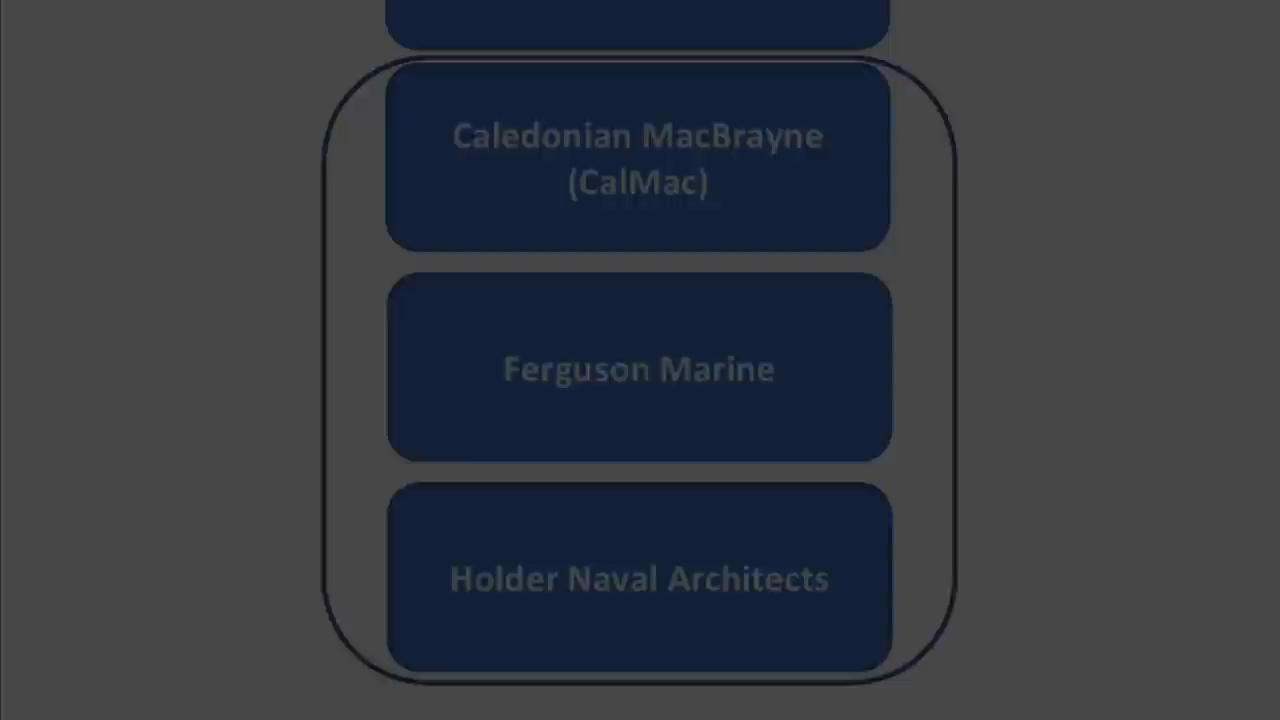 Caledonian MacBrayne
(CalMac)
Ferguson Marine
Holder Naval Architects